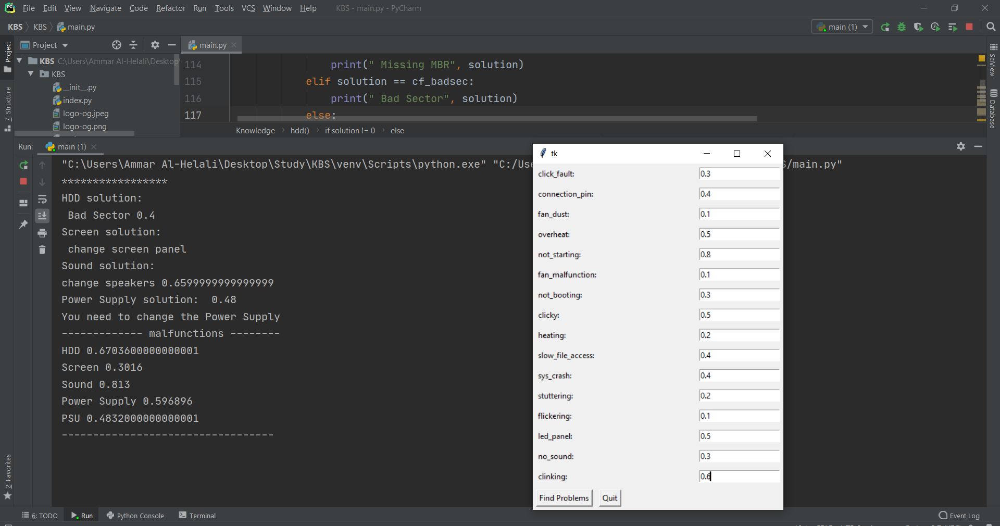 File Edit View Navigate Code Refactor Run Tools VCS Window Help KBS - main.py - PyCharm
KBS KBS main.py main (1)
Project main.py
KBS C:\Users\Ammar Al-Helali\Desktop\
KBS
__init__.py
index.py
logo-og.jpeg
logo-og.png
114 print(" Missing MBR", solution)
115 elif solution == cf_badsec:
116 print(" Bad Sector", solution)
117 else:
Knowledge hdd() if solution != 0 else
Project
7: Structure
2: Favorites
SciView
Database
Run: main (1)
"C:\Users\Ammar Al-Helali\Desktop\Study\KBS\venv\Scripts\python.exe" "C:/Use S/main.py"
*****************
HDD solution:
Bad Sector 0.4
Screen solution:
change screen panel
Sound solution:
change speakers 0.6599999999999999
Power Supply solution: 0.48
You need to change the Power Supply
------------- malfunctions --------
HDD 0.6703600000000001
Screen 0.3016
Sound 0.813
Power Supply 0.596896
PSU 0.4832000000000001
----------------------------------
tk
click_fault: 0.3
connection_pin: 0.4
fan_dust: 0.1
overheat: 0.5
not_starting: 0.8
fan_malfunction: 0.1
not_booting: 0.3
clicky: 0.5
heating: 0.2
slow_file_access: 0.4
sys_crash: 0.4
stuttering: 0.2
flickering: 0.1
led_panel: 0.5
no_sound: 0.3
clinking: 0.6
Find Problems Quit
6: TODO Run Python Console Terminal Event Log